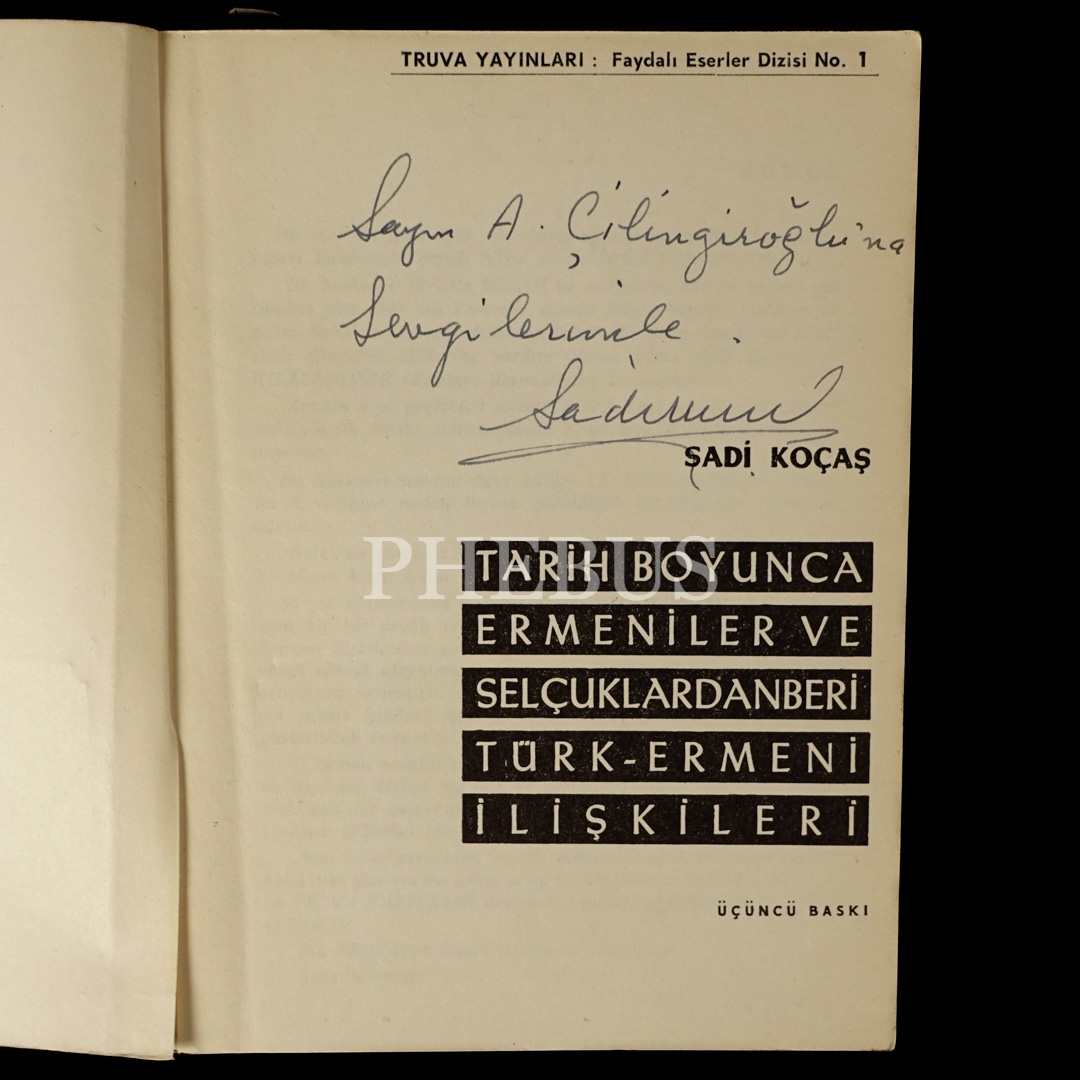 TRUVA YAYINLARI : Faydalı Eserler Dizisi No. 1
Sayın A. Çilingiroğlu'na
Sevgilerimle.
SADİ KOÇAŞ
PHEBUS
TARİH BOYUNCA
ERMENİLER VE
SELÇUKLARDANBERİ
TÜRK-ERMENİ
İLİŞKİLERİ
ÜÇÜNCÜ BASKI